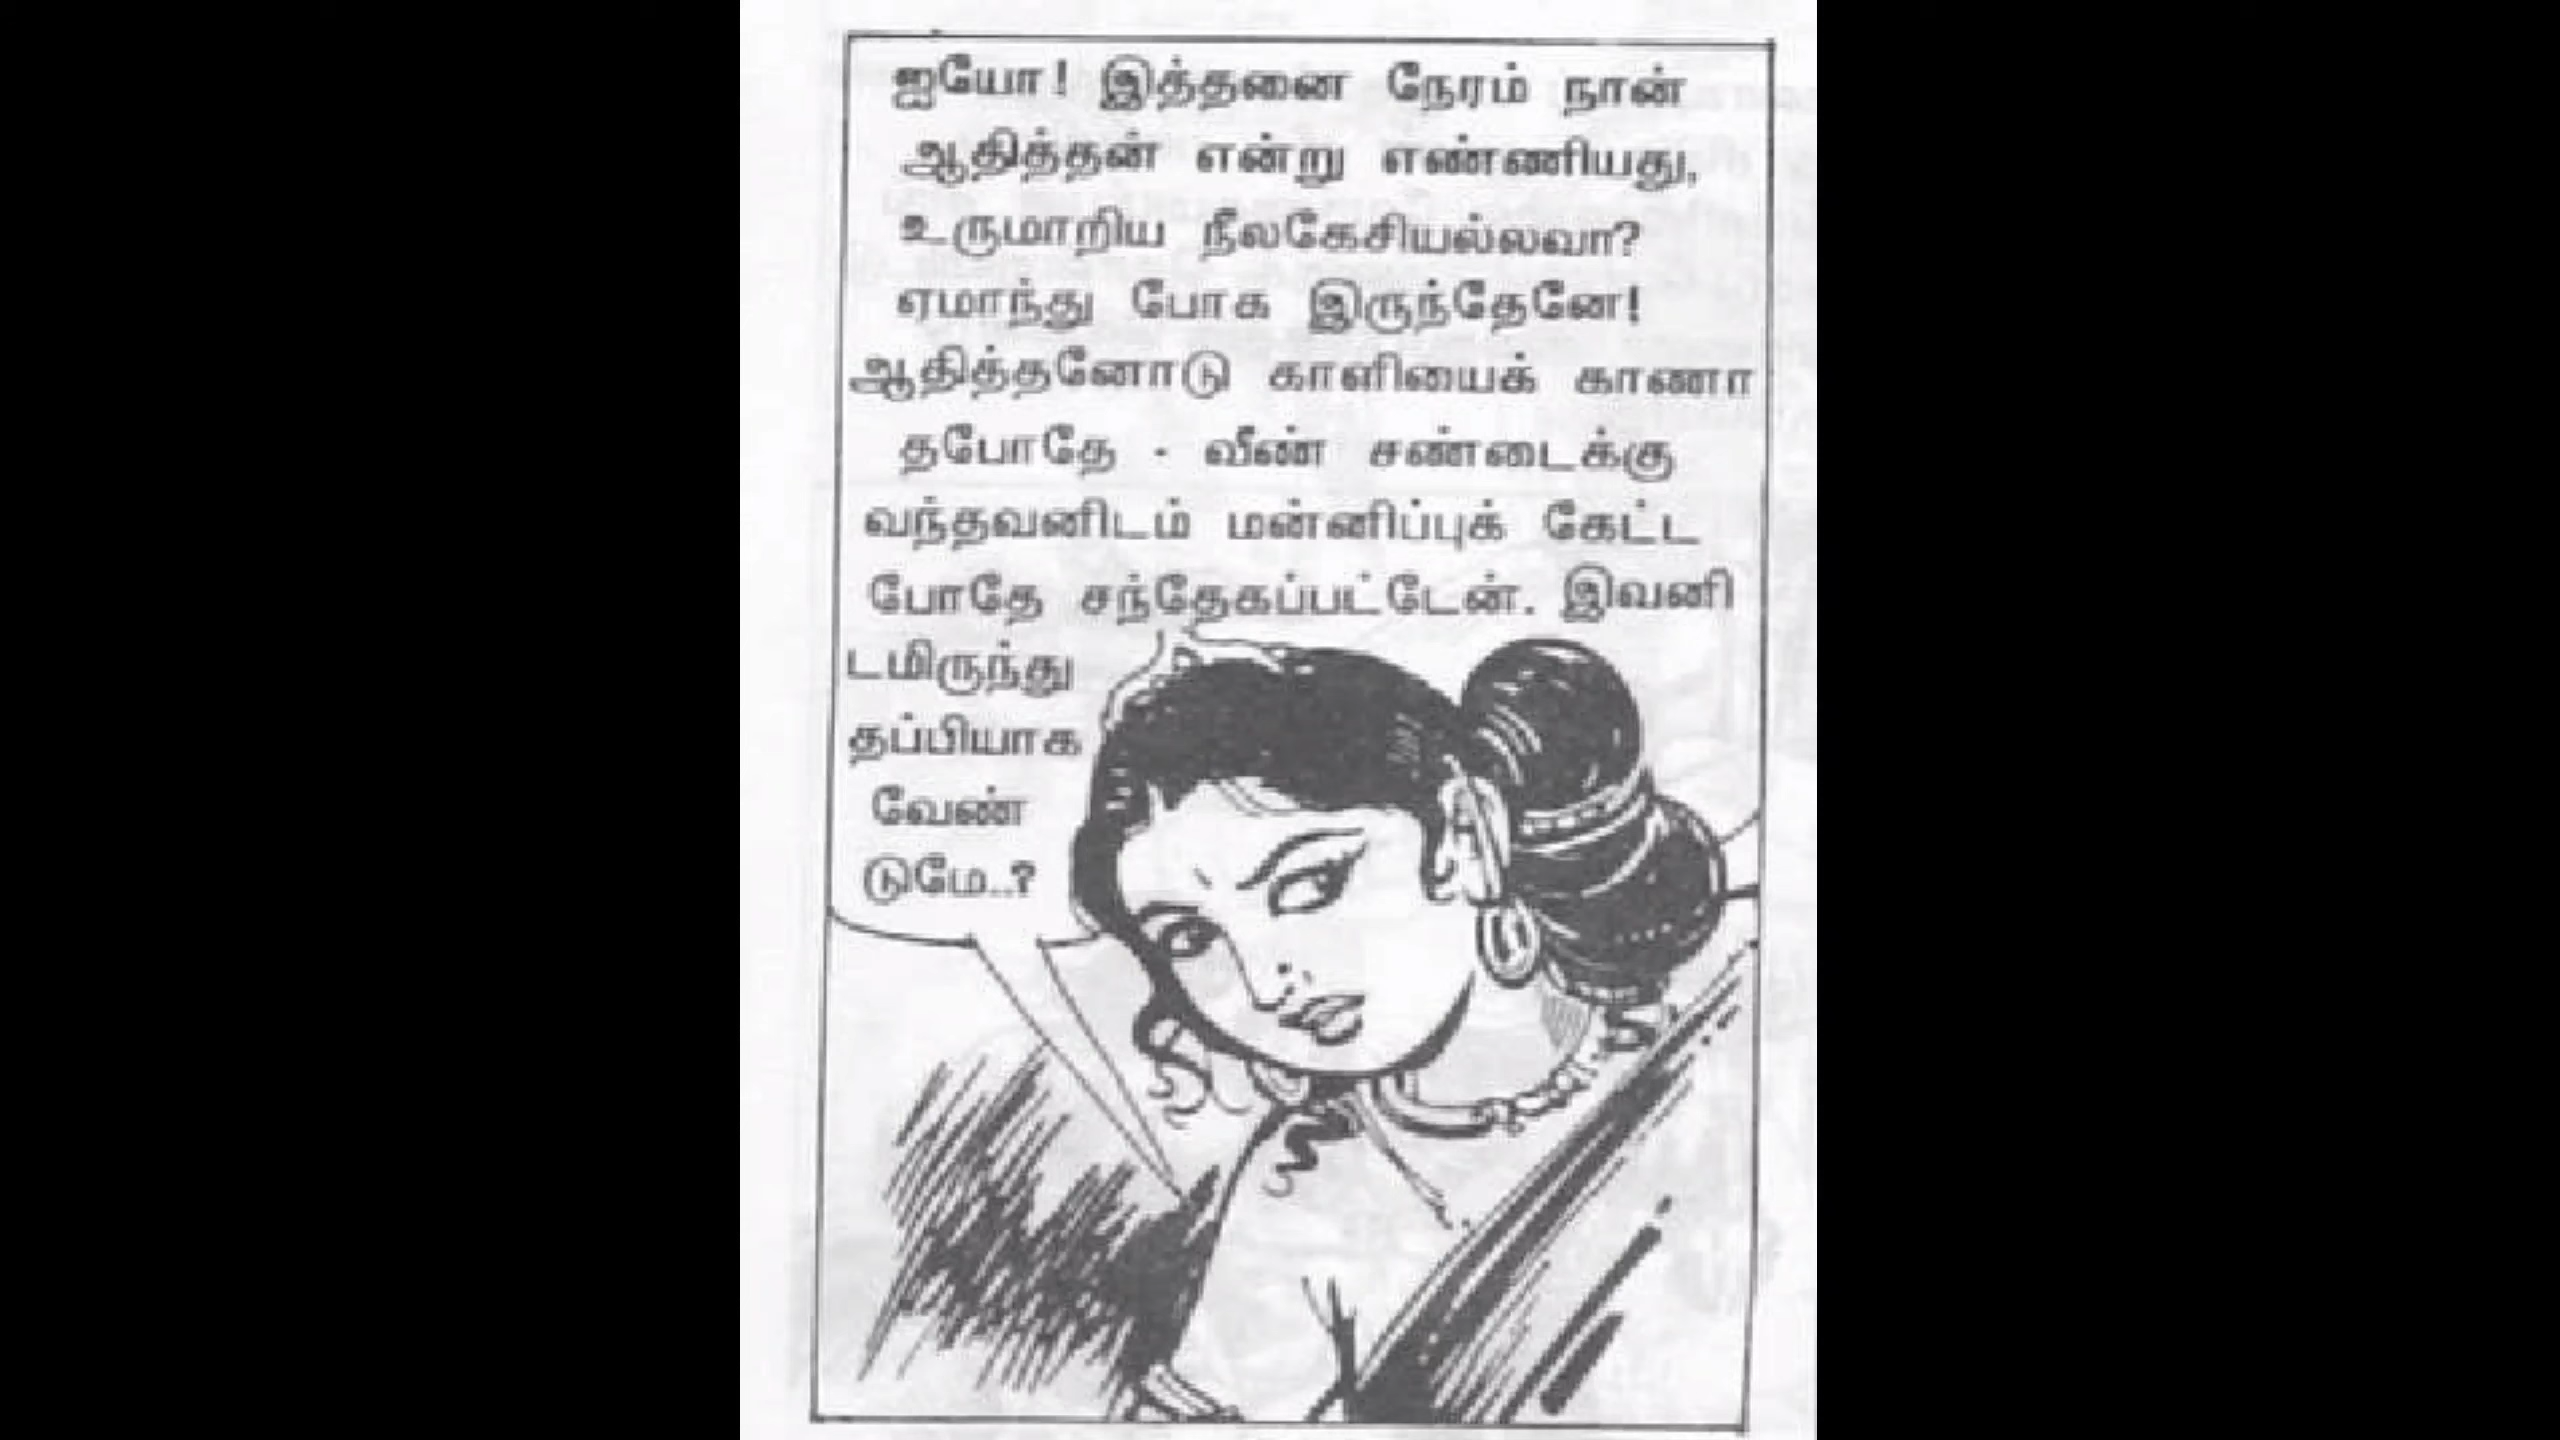 ஐயோ! இத்தனை நேரம் நான்
ஆதித்தன் என்று எண்ணியது,
உருமாறிய நீலகேசியல்லவா?
ஏமாந்து போக இருந்தேனே!
ஆதித்தனோடு காளியைக் காணா
தபோதே - வீண் சண்டைக்கு
வந்தவனிடம் மன்னிப்புக் கேட்ட
போதே சந்தேகப்பட்டேன். இவனி
டமிருந்து
தப்பியாக
வேண்
டுமே..?